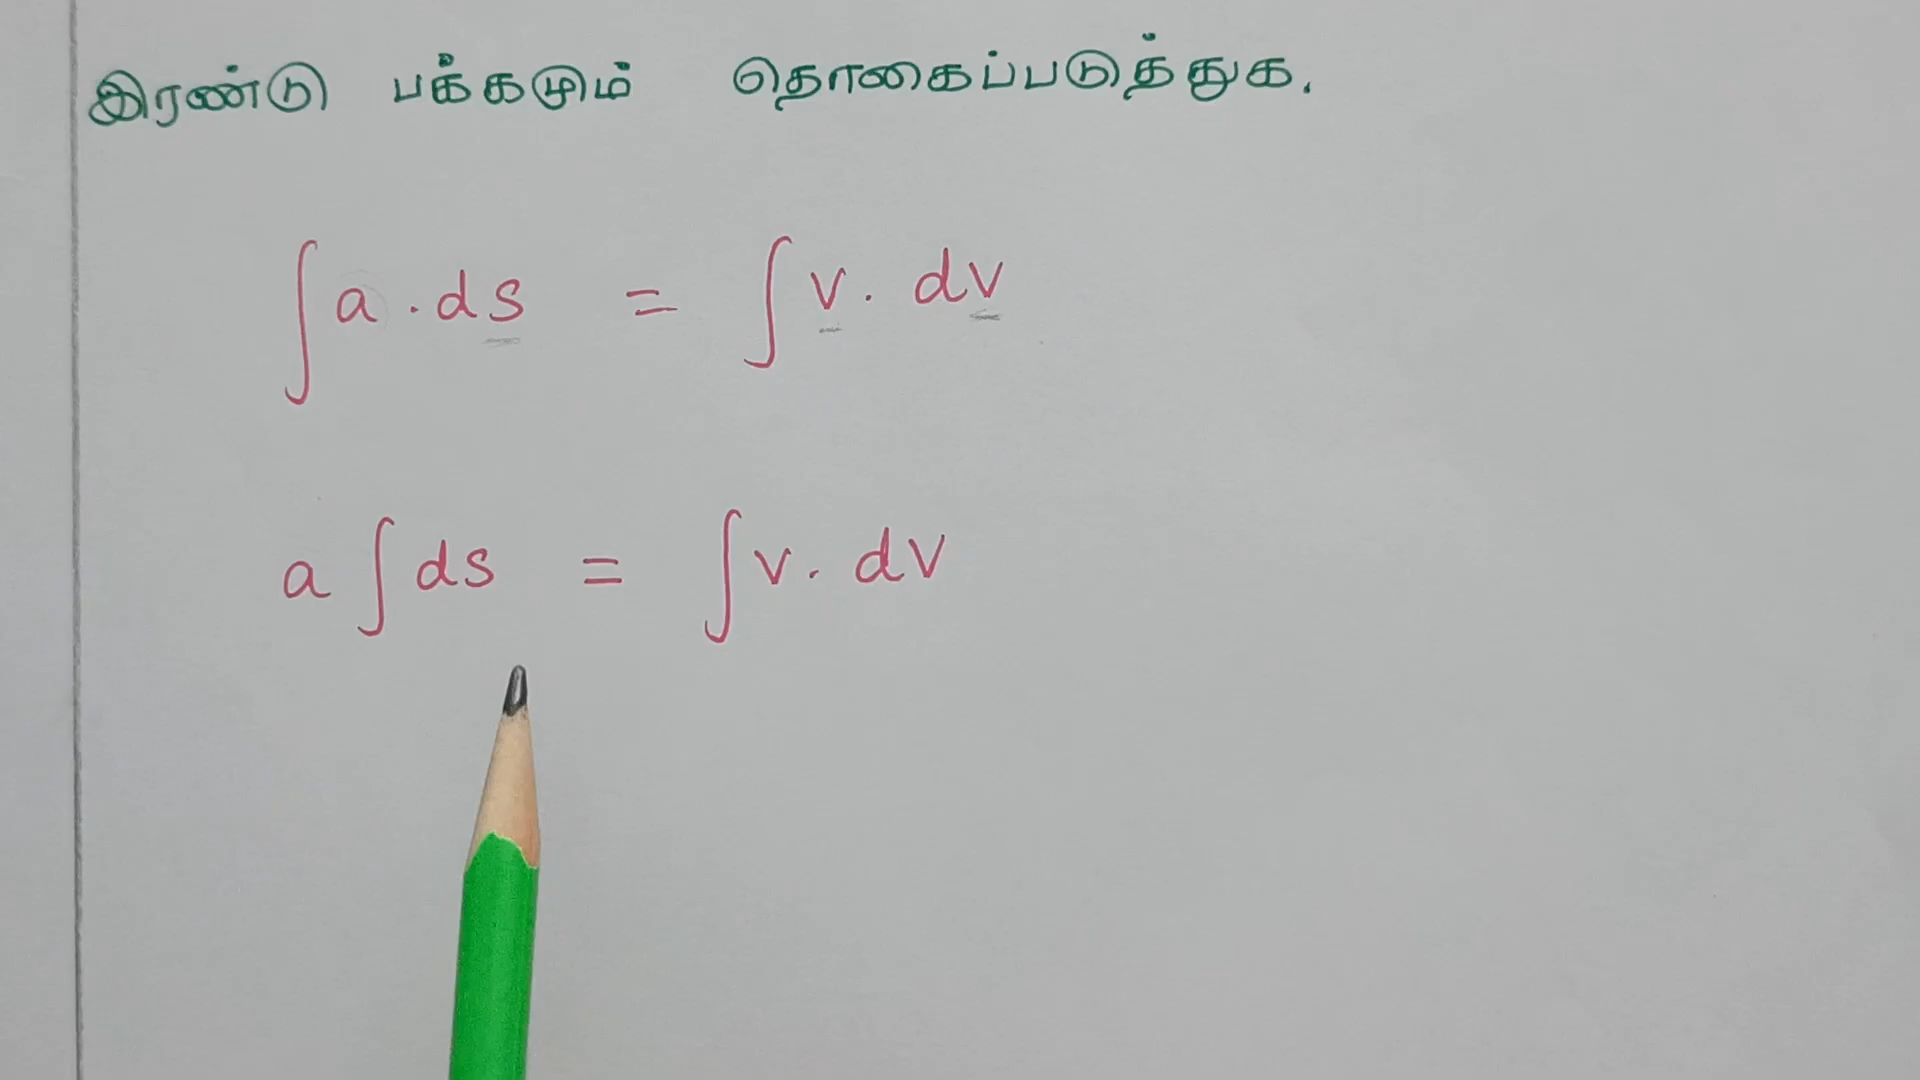 இரண்டு பக்கமும் தொகைப்படுத்துக.
∫a . ds = ∫v . dv
a ∫ds = ∫v . dv